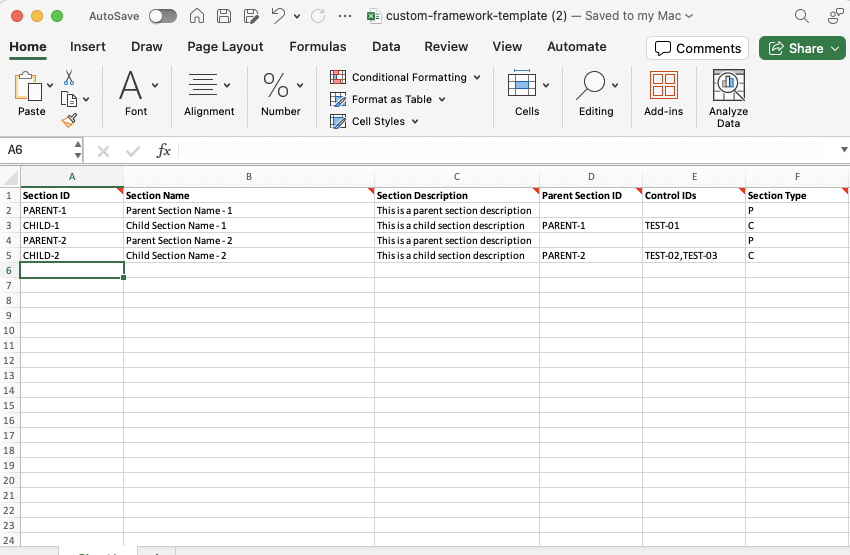 AutoSave custom-framework-template (2) — Saved to my Mac
Home Insert Draw Page Layout Formulas Data Review View Automate Comments Share
Paste Font Alignment Number Conditional Formatting Format as Table Cell Styles Cells Editing Add-ins Analyze Data
A6 fx
A B C D E F
1 Section ID Section Name Section Description Parent Section ID Control IDs Section Type
2 PARENT-1 Parent Section Name - 1 This is a parent section description P
3 CHILD-1 Child Section Name - 1 This is a child section description PARENT-1 TEST-01 C
4 PARENT-2 Parent Section Name - 2 This is a parent section description P
5 CHILD-2 Child Section Name - 2 This is a child section description PARENT-2 TEST-02,TEST-03 C
6
7
8
9
10
11
12
13
14
15
16
17
18
19
20
21
22
23
24